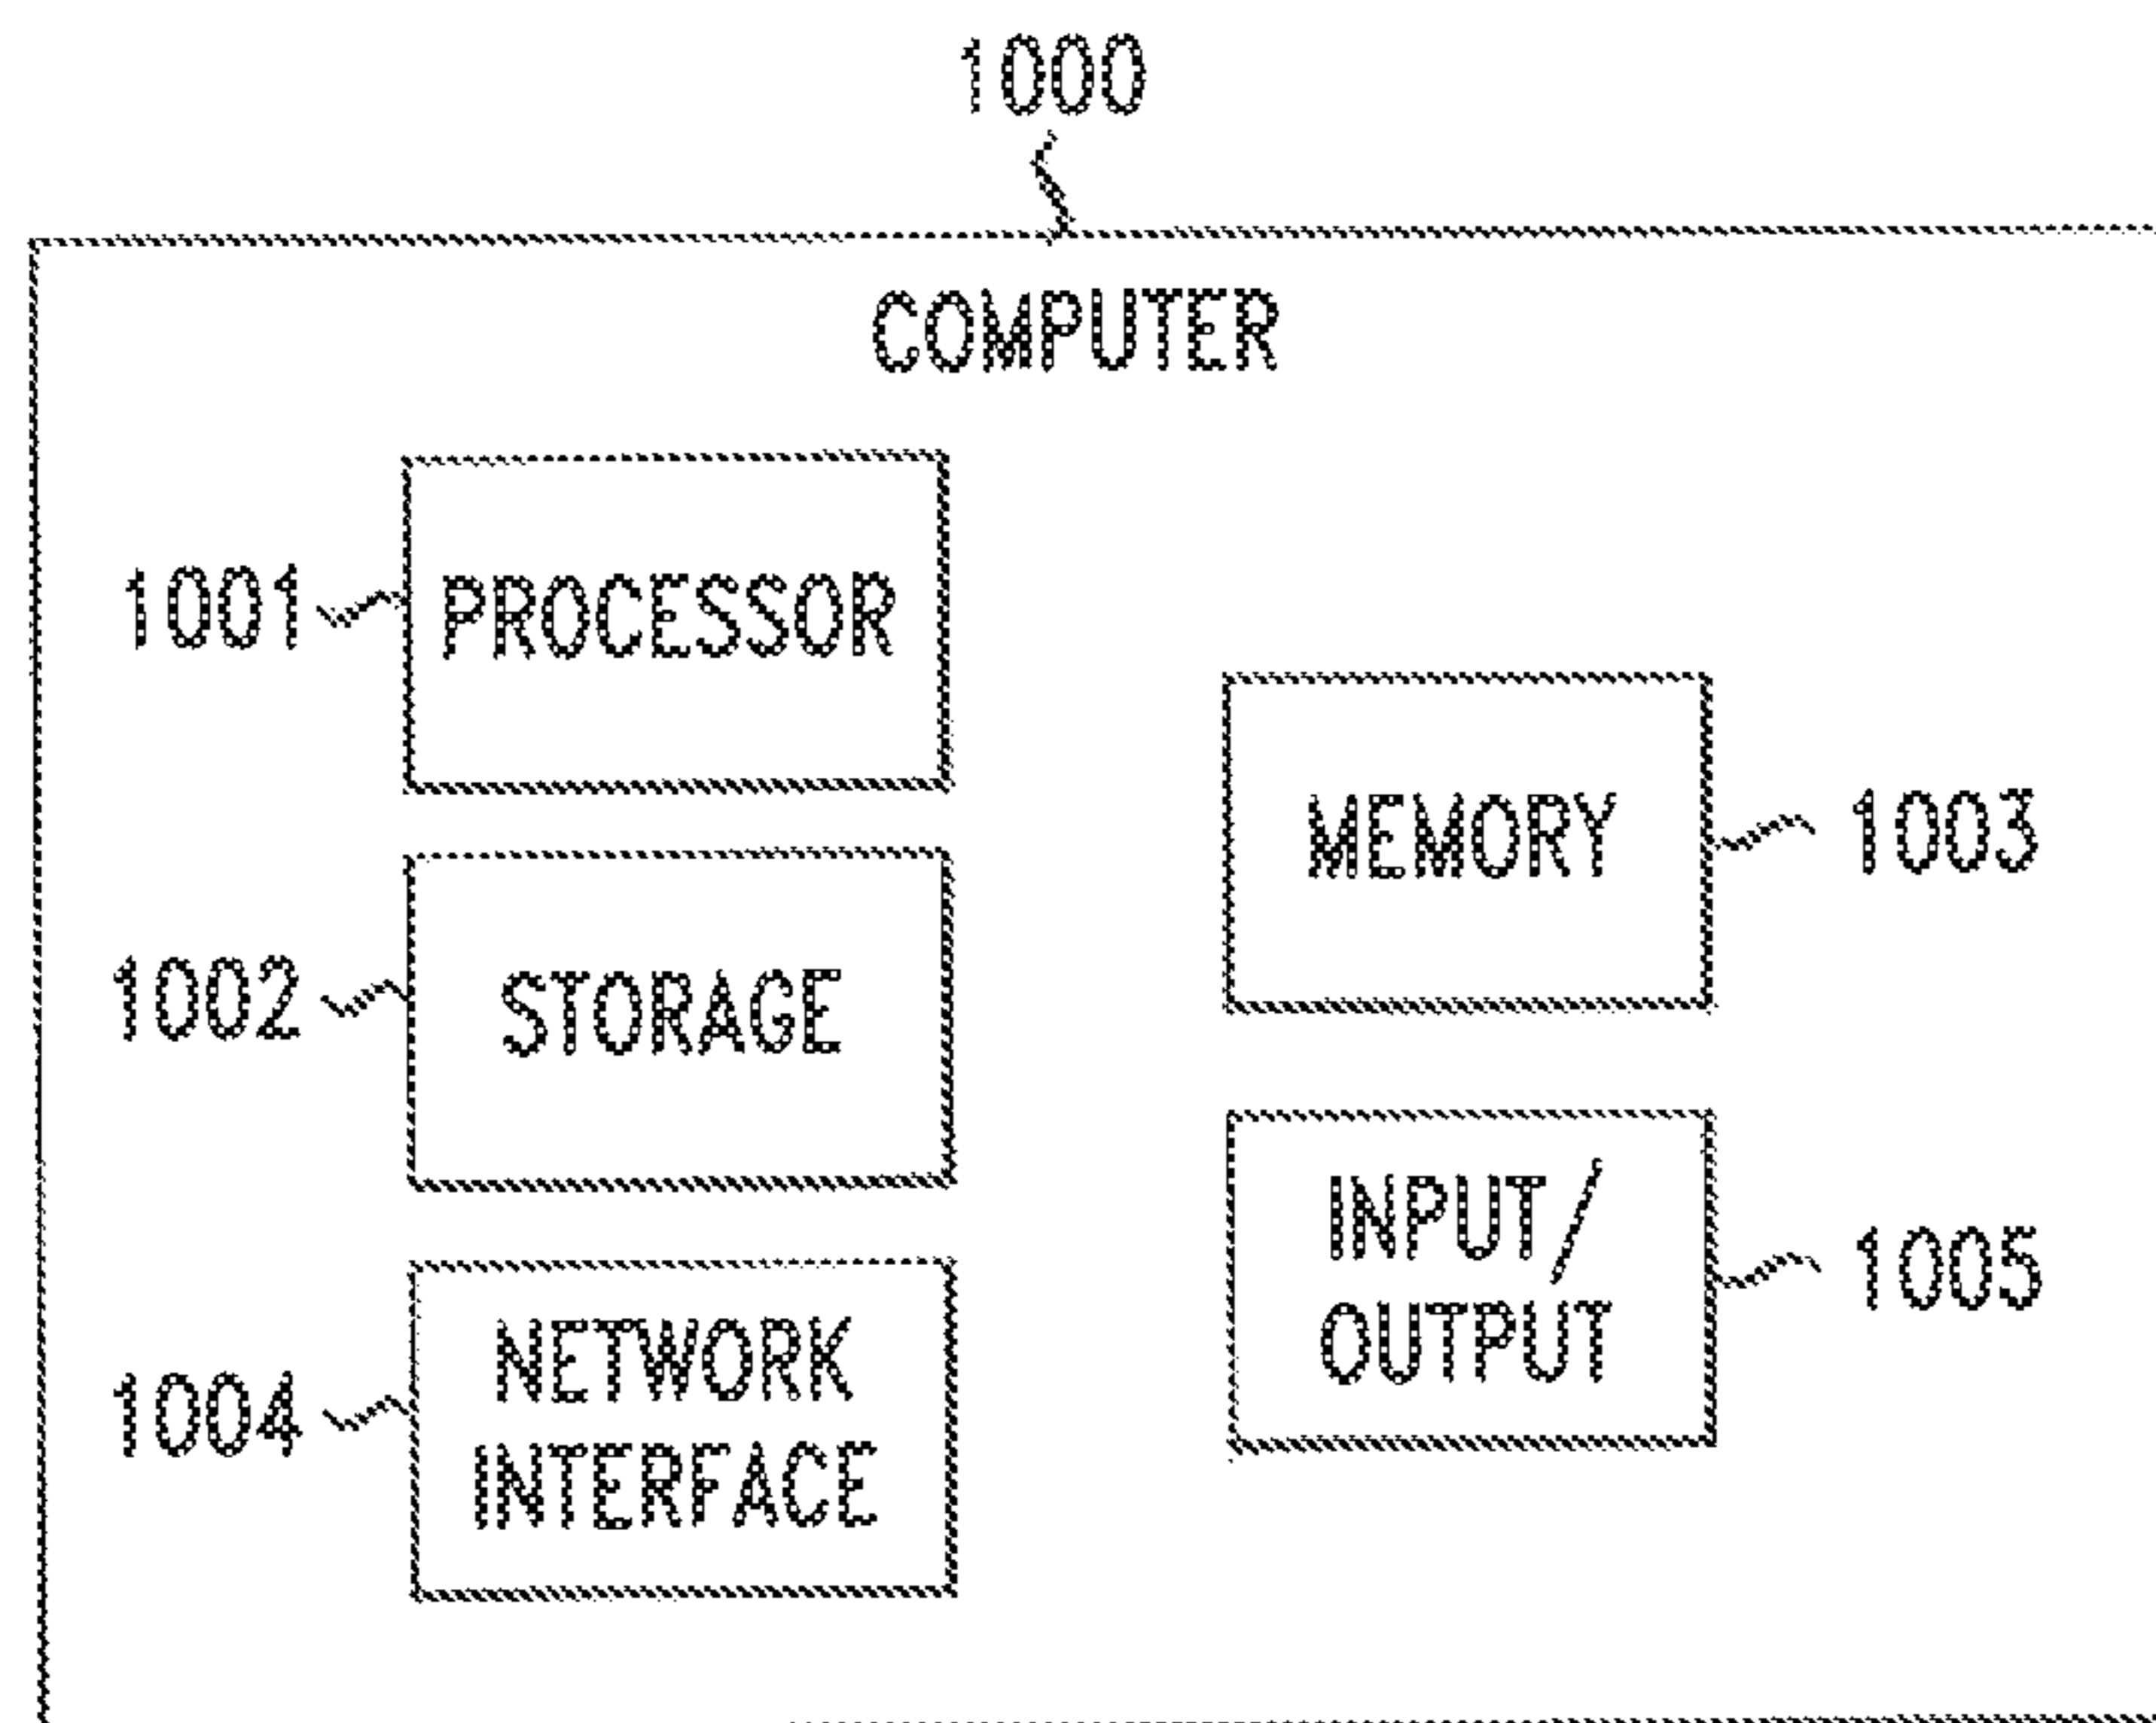 1000
COMPUTER
1001
PROCESSOR
MEMORY
1003
1002
STORAGE
INPUT/
OUTPUT
1005
1004
NETWORK
INTERFACE